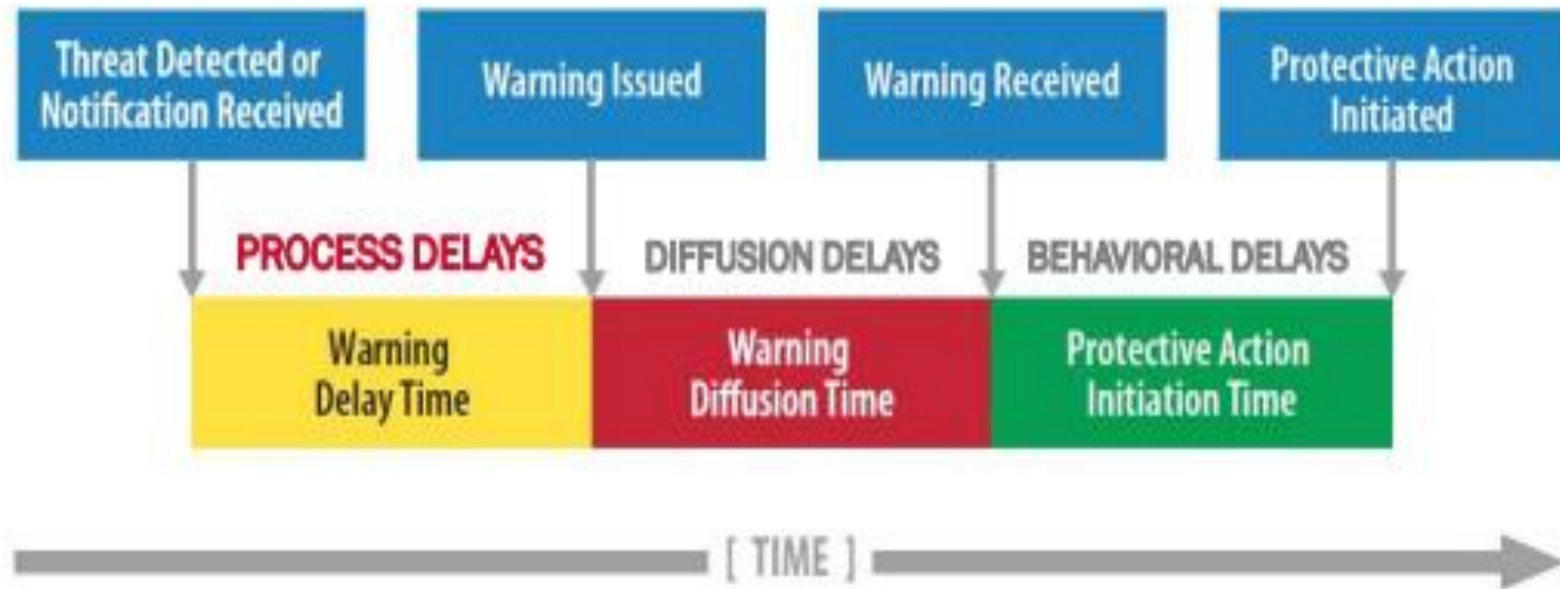 Threat Detected or
Notification Received
Warning Issued
Warning Received
Protective Action
Initiated
PROCESS DELAYS
DIFFUSION DELAYS
BEHAVIORAL DELAYS
Warning
Delay Time
Warning
Diffusion Time
Protective Action
Initiation Time
[ TIME ]